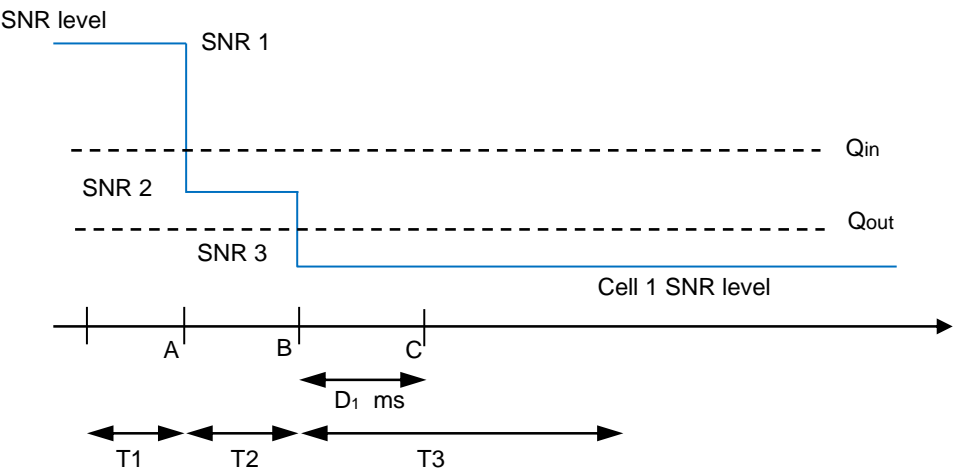 SNR level
SNR 1
Qin
SNR 2
Qout
SNR 3
Cell 1 SNR level
A
B
C
D1 ms
T1
T2
T3